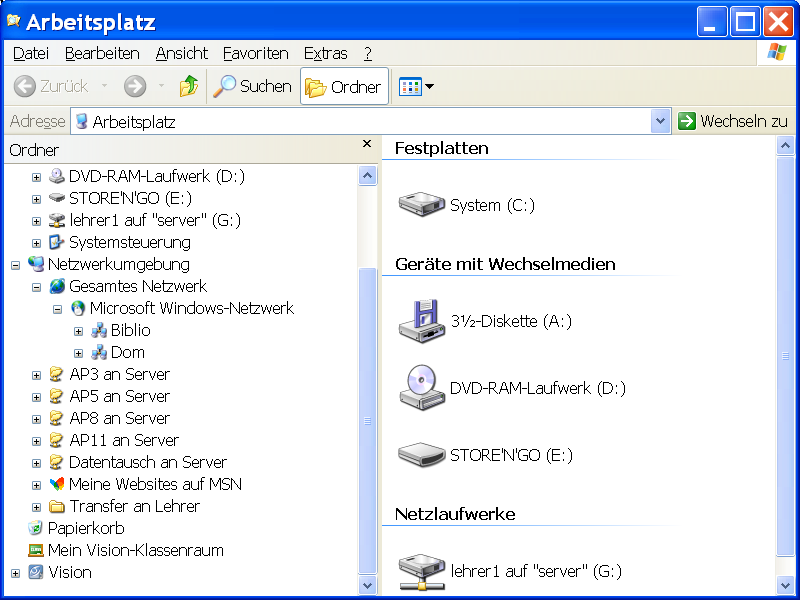 Arbeitsplatz
Datei Bearbeiten Ansicht Favoriten Extras ?
Zurück Suchen Ordner
Adresse Arbeitsplatz Wechseln zu
Ordner
DVD-RAM-Laufwerk (D:)
STORE'N'GO (E:)
lehrer1 auf "server" (G:)
Systemsteuerung
Netzwerkumgebung
Gesamtes Netzwerk
Microsoft Windows-Netzwerk
Biblio
Dom
AP3 an Server
AP5 an Server
AP8 an Server
AP11 an Server
Datentausch an Server
Meine Websites auf MSN
Transfer an Lehrer
Papierkorb
Mein Vision-Klassenraum
Vision
Festplatten
System (C:)
Geräte mit Wechselmedien
3½-Diskette (A:)
DVD-RAM-Laufwerk (D:)
STORE'N'GO (E:)
Netzlaufwerke
lehrer1 auf "server" (G:)